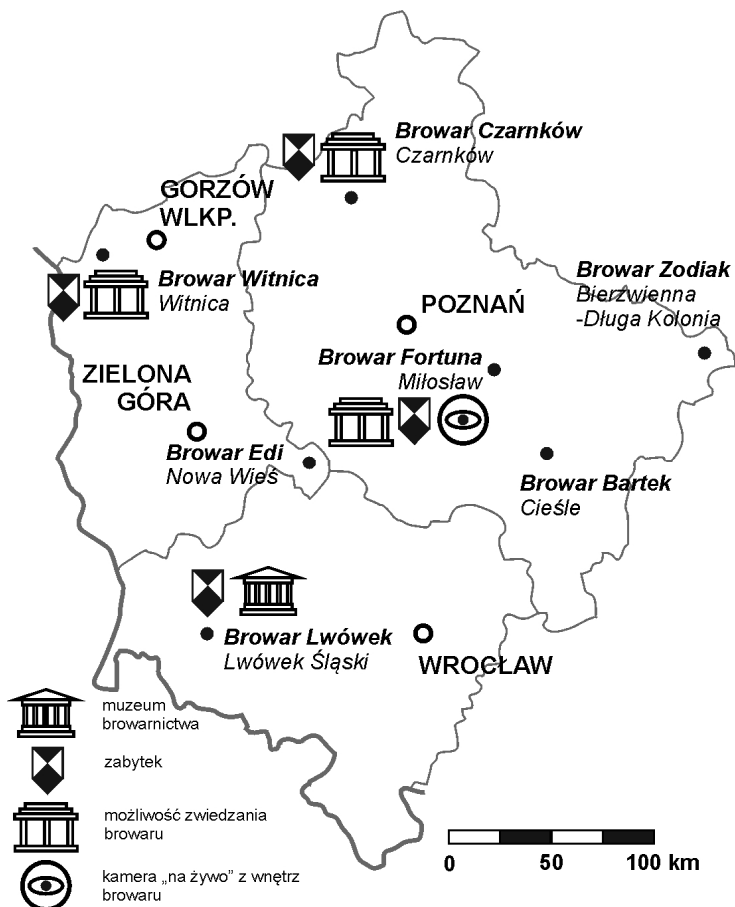 Browar Czarnków
Czarnków
GORZÓW
WLKP.
Browar Witnica
Witnica
Browar Zodiak
Bierzwienna
-Długa Kolonia
POZNAŃ
Browar Fortuna
Miłosław
ZIELONA
GÓRA
Browar Edi
Nowa Wieś
Browar Bartek
Cieśle
Browar Lwówek
Lwówek Śląski
WROCŁAW
muzeum
browarnictwa
zabytek
możliwość zwiedzania
browaru
kamera „na żywo” z wnętrz
browaru
0 50 100 km